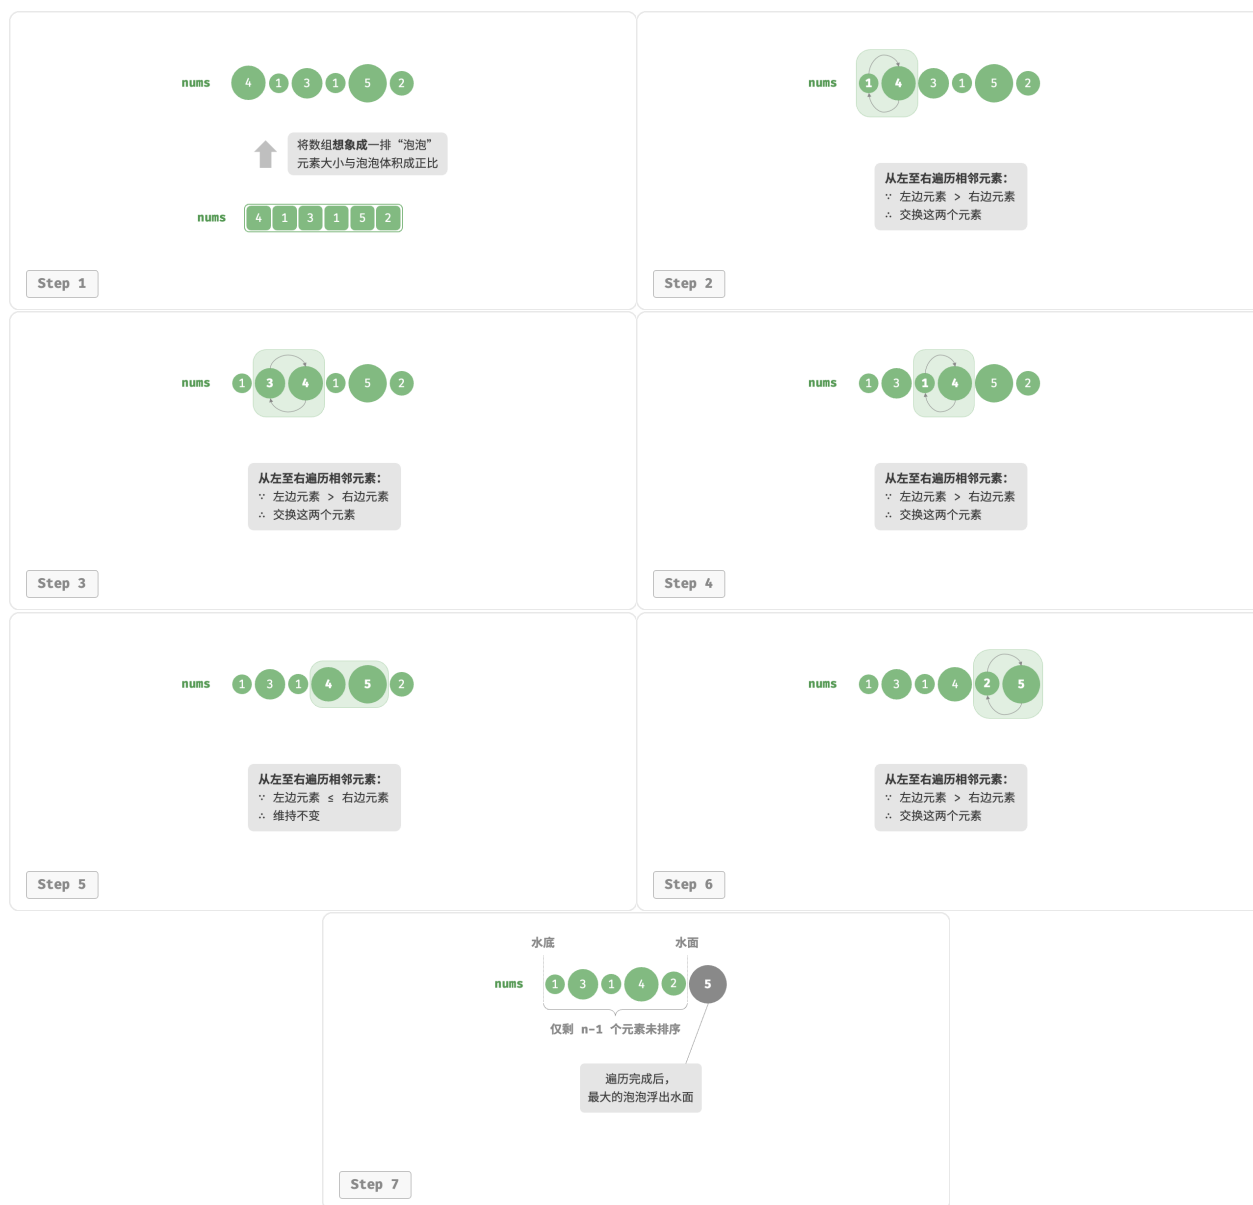 nums 4 1 3 1 5 2
将数组想象成一排“泡泡”
元素大小与泡泡体积成正比
nums 4 1 3 1 5 2
Step 1
nums 1 4 3 1 5 2
从左至右遍历相邻元素：
∵ 左边元素 > 右边元素
∴ 交换这两个元素
Step 2
nums 1 3 4 1 5 2
从左至右遍历相邻元素：
∵ 左边元素 > 右边元素
∴ 交换这两个元素
Step 3
nums 1 3 1 4 5 2
从左至右遍历相邻元素：
∵ 左边元素 > 右边元素
∴ 交换这两个元素
Step 4
nums 1 3 1 4 5 2
从左至右遍历相邻元素：
∵ 左边元素 ≤ 右边元素
∴ 维持不变
Step 5
nums 1 3 1 4 2 5
从左至右遍历相邻元素：
∵ 左边元素 > 右边元素
∴ 交换这两个元素
Step 6
水底 水面
nums 1 3 1 4 2 5
仅剩 n-1 个元素未排序
遍历完成后，
最大的泡泡浮出水面
Step 7